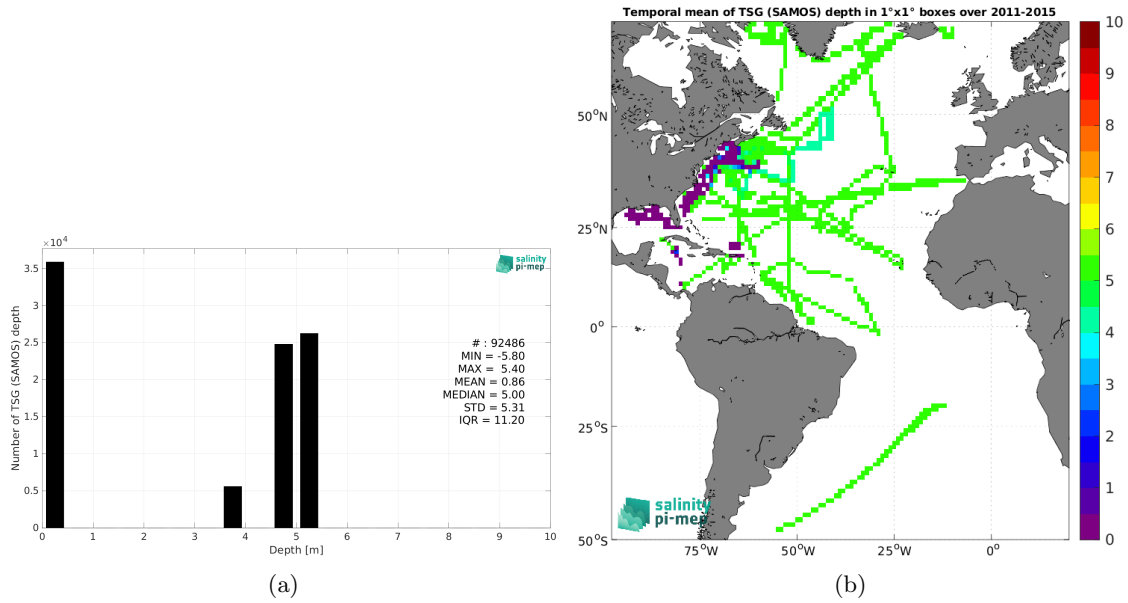 Temporal mean of TSG (SAMOS) depth in 1°x1° boxes over 2011-2015
×10⁴
3.5
3
2.5
2
1.5
1
0.5
0
Number of TSG (SAMOS) depth
0 1 2 3 4 5 6 7 8 9 10
Depth [m]
salinity
pi-mep
# : 92486
MIN = -5.80
MAX = 5.40
MEAN = 0.86
MEDIAN = 5.00
STD = 5.31
IQR = 11.20
(a)
50°N
25°N
0°
25°S
50°S
75°W 50°W 25°W 0°
salinity
pi-mep
10
9
8
7
6
5
4
3
2
1
0
(b)